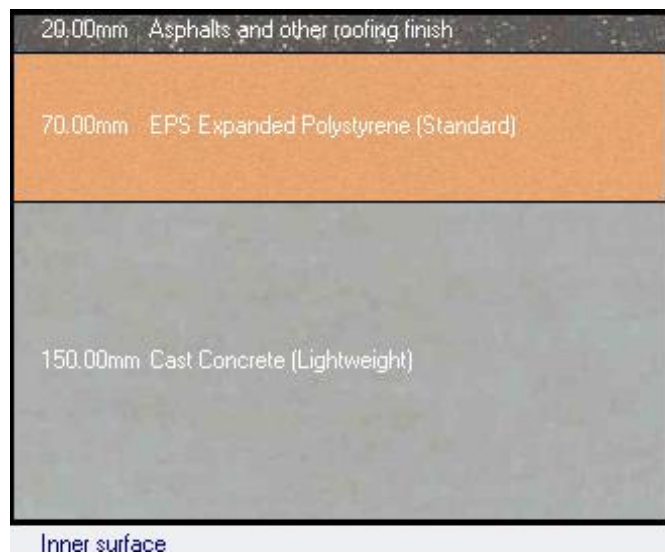 20.00mm Asphalts and other roofing finish
70.00mm EPS Expanded Polystyrene (Standard)
150.00mm Cast Concrete (Lightweight)
Inner surface